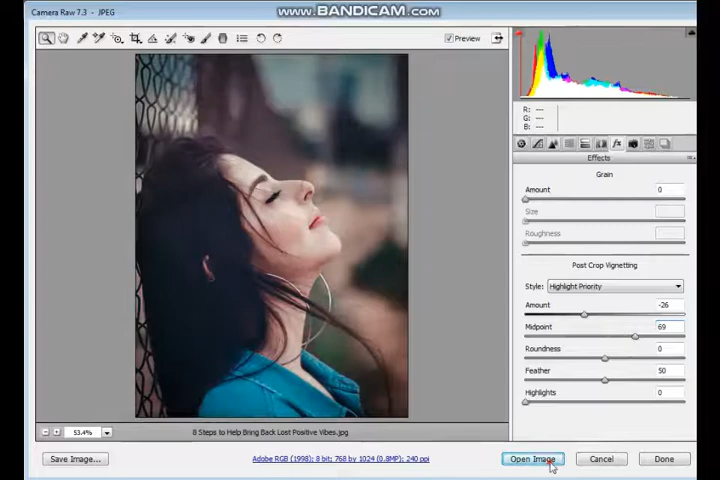 Camera Raw 7.3 - JPEG
www.BANDICAM.com
Preview
R: ---
G: ---
B: ---
Effects
Grain
Amount 0
Size
Roughness
Post Crop Vignetting
Style: Highlight Priority
Amount -26
Midpoint 69
Roundness 0
Feather 50
Highlights 0
53.4%
8 Steps to Help Bring Back Lost Positive Vibes.jpg
Save Image...
Adobe RGB (1998); 8 bit; 768 by 1024 (0.8MP); 240 ppi
Open Image
Cancel
Done